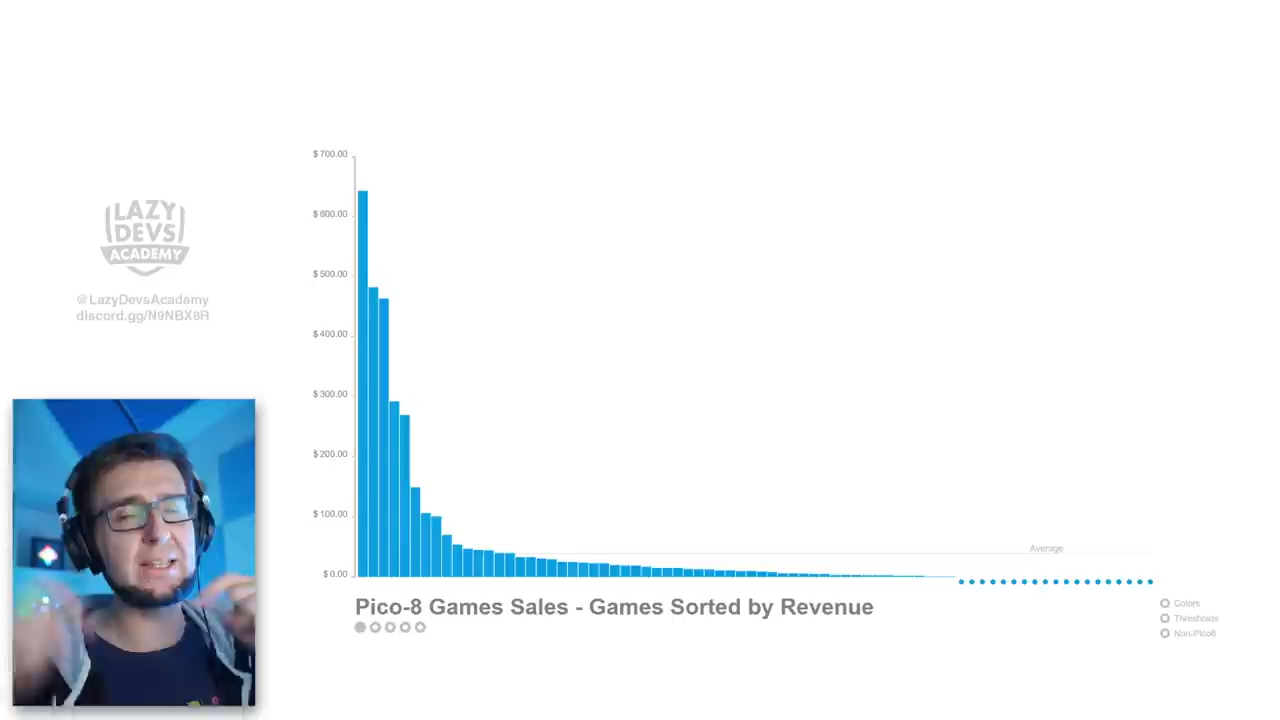 LAZY
DEVS
ACADEMY
@LazyDevsAcademy
discord.gg/N9NBX8R
$ 700.00
$ 600.00
$ 500.00
$ 400.00
$ 300.00
$ 200.00
$ 100.00
$ 0.00
Average
Pico-8 Games Sales - Games Sorted by Revenue
Colors
Thresholds
Non-Pico8